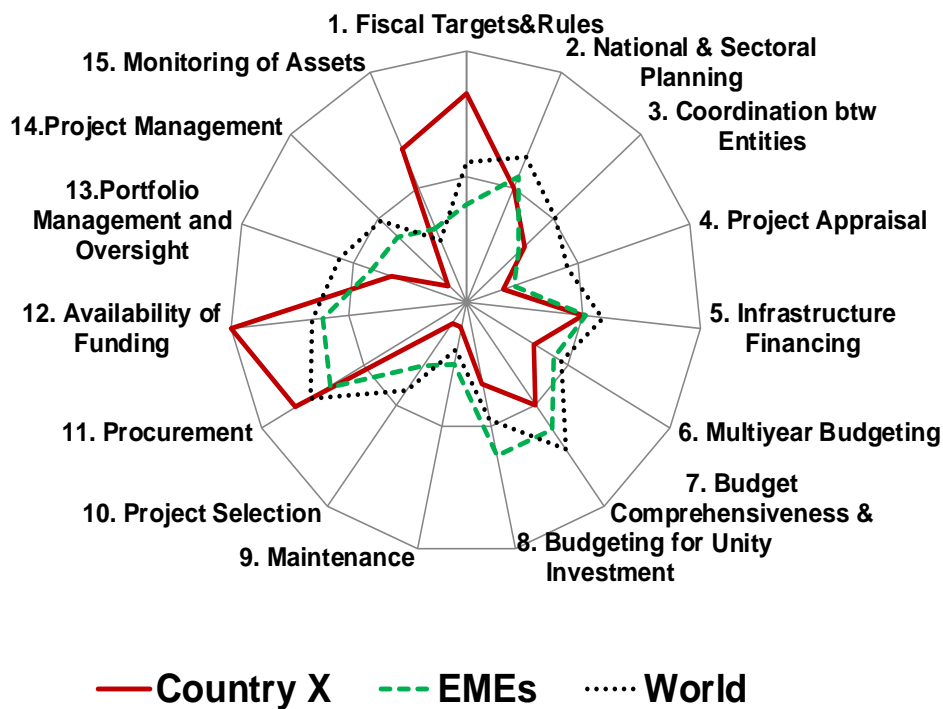 1. Fiscal Targets&Rules
2. National & Sectoral
Planning
3. Coordination btw
Entities
4. Project Appraisal
5. Infrastructure
Financing
6. Multiyear Budgeting
7. Budget
Comprehensiveness &
Unity
8. Budgeting for
Investment
9. Maintenance
10. Project Selection
11. Procurement
12. Availability of
Funding
13.Portfolio
Management and
Oversight
14.Project Management
15. Monitoring of Assets
Country X
EMEs
World